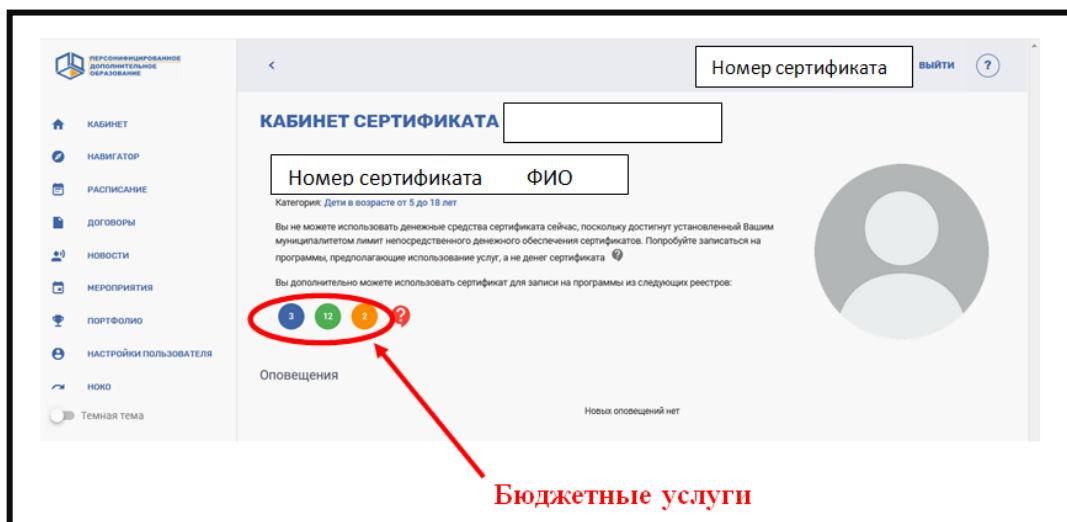 ПЕРСОНИФИЦИРОВАННОЕ
ДОПОЛНИТЕЛЬНОЕ
ОБРАЗОВАНИЕ
Номер сертификата
ВЫЙТИ
?
КАБИНЕТ
НАВИГАТОР
РАСПИСАНИЕ
ДОГОВОРЫ
НОВОСТИ
МЕРОПРИЯТИЯ
ПОРТФОЛИО
НАСТРОЙКИ ПОЛЬЗОВАТЕЛЯ
НОКО
Темная тема
КАБИНЕТ СЕРТИФИКАТА
Номер сертификата ФИО
Категория: Дети в возрасте от 5 до 18 лет
Вы не можете использовать денежные средства сертификата сейчас, поскольку достигнут установленный Вашим
муниципалитетом лимит непосредственного денежного обеспечения сертификатов. Попробуйте записаться на
программы, предполагающие использование услуг, а не денег сертификата ?
Вы дополнительно можете использовать сертификат для записи на программы из следующих реестров:
3 12 2 ?
Оповещения
Новых оповещений нет
Бюджетные услуги